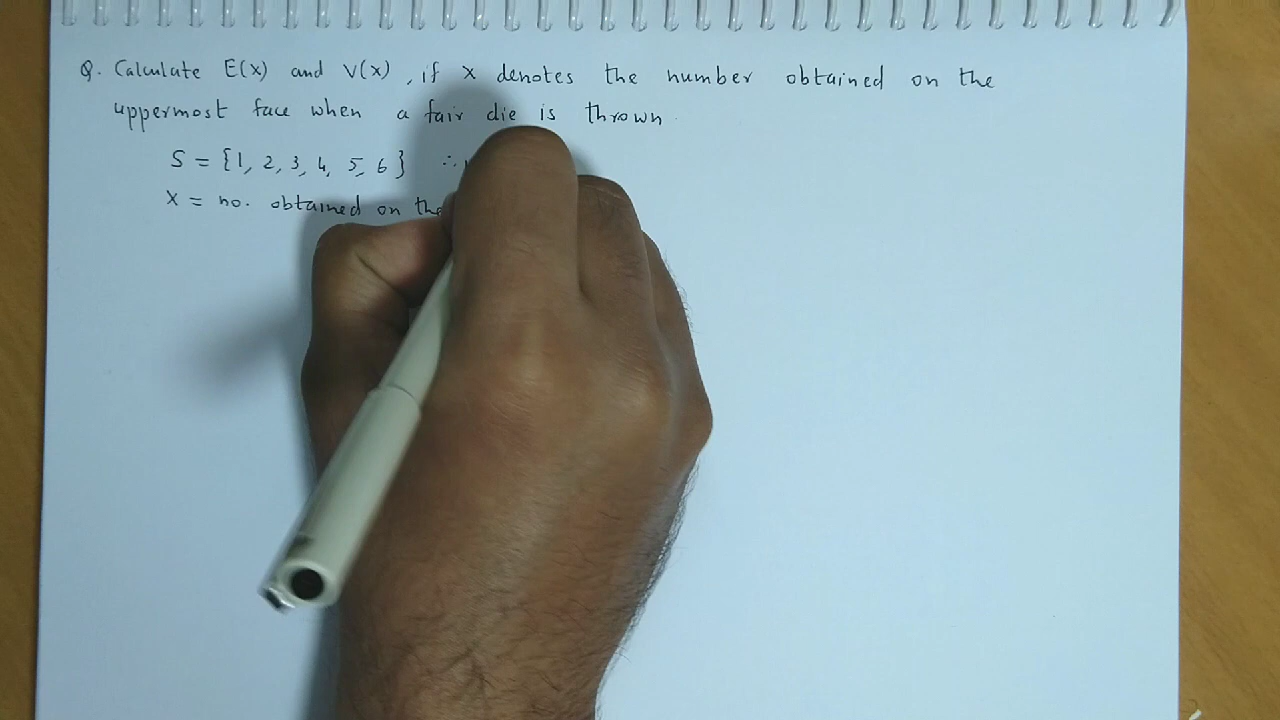 Q. Calculate E(x) and V(x), if x denotes the number obtained on the
uppermost face when a fair die is thrown.
S = {1, 2, 3, 4, 5, 6} ∴
X = no. obtained on the